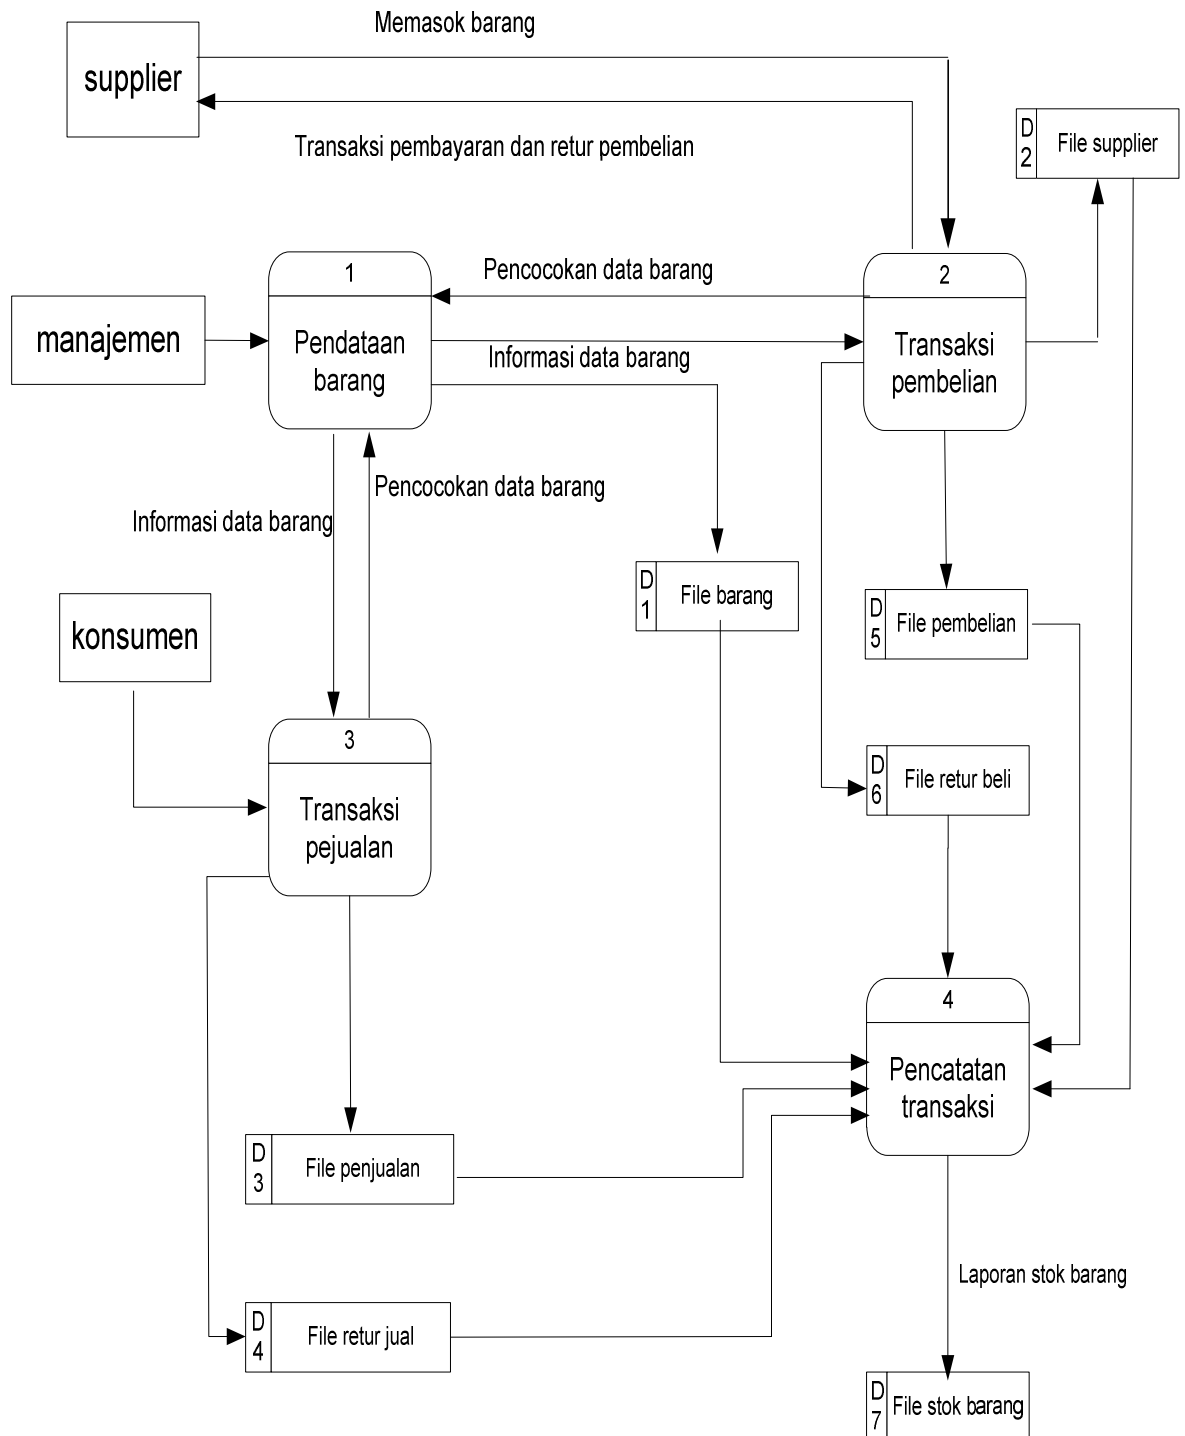 Memasok barang
supplier
Transaksi pembayaran dan retur pembelian
D
2
File supplier
1
Pendataan
barang
Pencocokan data barang
2
Transaksi
pembelian
manajemen
Informasi data barang
Pencocokan data barang
Informasi data barang
D
1
File barang
D
5
File pembelian
konsumen
3
Transaksi
pejualan
D
6
File retur beli
4
Pencatatan
transaksi
D
3
File penjualan
Laporan stok barang
D
4
File retur jual
D
7
File stok barang